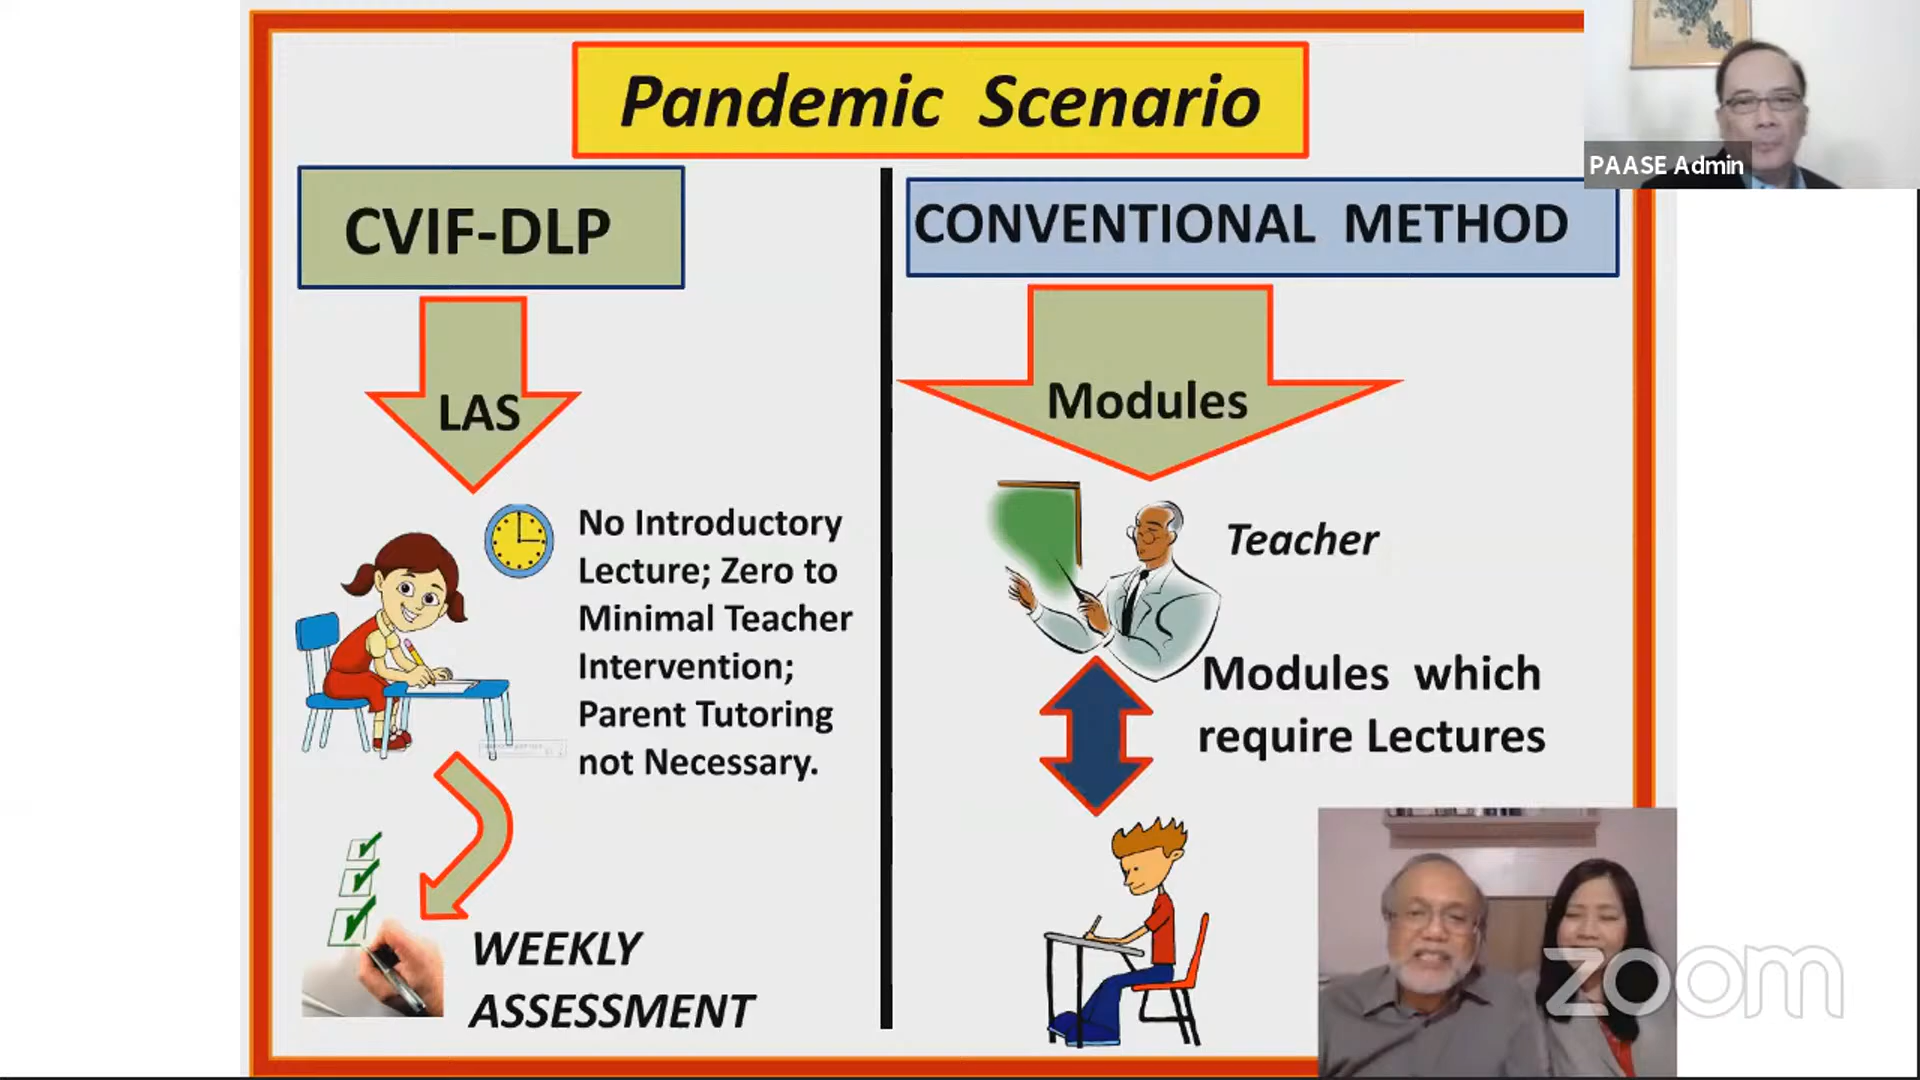 Pandemic Scenario
PAASE Admin
CVIF-DLP
LAS
No Introductory
Lecture; Zero to
Minimal Teacher
Intervention;
Parent Tutoring
not Necessary.
WEEKLY
ASSESSMENT
CONVENTIONAL METHOD
Modules
Teacher
Modules which
require Lectures
zoom